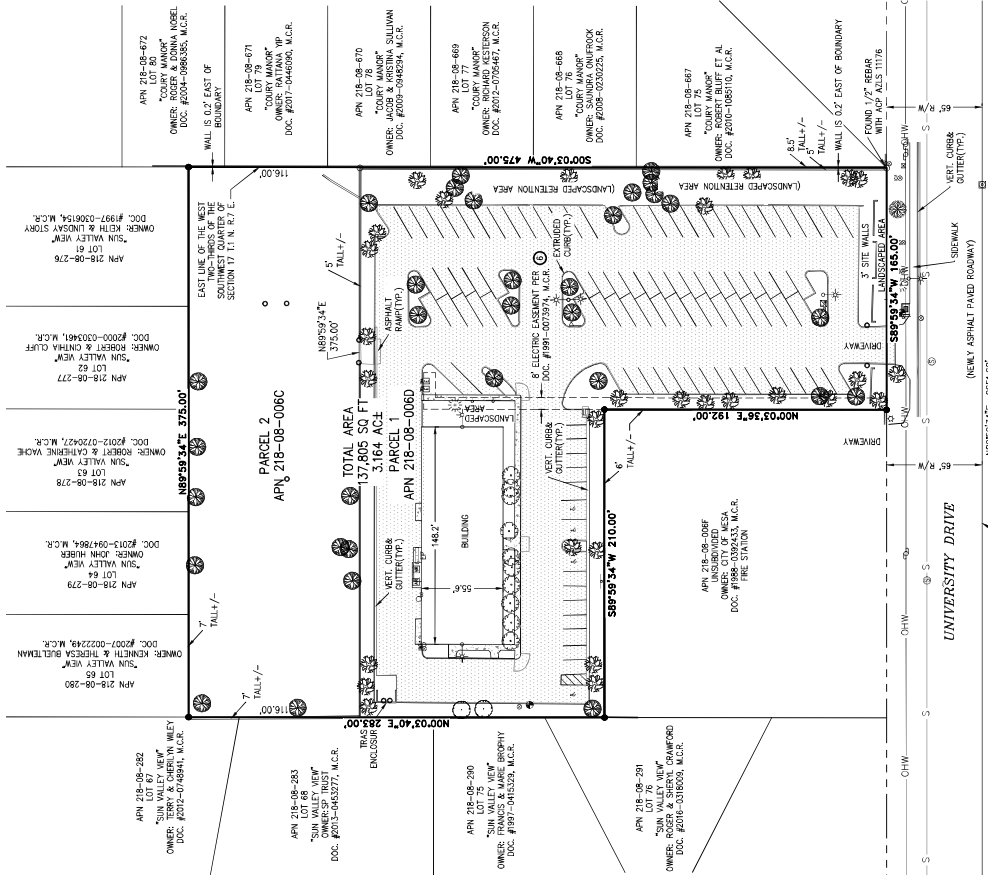 APN 218-08-672
LOT 80
"COURY MANOR"
OWNER: ROGER & DONNA NOBEL
DOC. #2004-0986385, M.C.R.
WALL IS 0.2' EAST OF
BOUNDARY
APN 218-08-671
LOT 79
"COURY MANOR"
OWNER: RATTANA YIP
DOC. #2017-0446090, M.C.R.
APN 218-08-670
LOT 78
"COURY MANOR"
OWNER: JACOB & KRISTINA SULLIVAN
DOC. #2009-0948294, M.C.R.
APN 218-08-669
LOT 77
"COURY MANOR"
OWNER: RICHARD KESTERSON
DOC. #2012-0705467, M.C.R.
APN 218-08-668
LOT 76
"COURY MANOR"
OWNER: SAUNDRA ONUFROCK
DOC. #2008-0230225, M.C.R.
APN 218-08-667
LOT 75
"COURY MANOR"
OWNER: ROBERT BLUFF ET AL
DOC. #2010-1085110, M.C.R.
8.5'
TALL+/-
5'
TALL+/-
WALL IS 0.2' EAST OF BOUNDARY
FOUND 1/2" REBAR
WITH ACP AZLS 11176
65' R/W
OHW
S
VERT. CURB&
GUTTER(TYP.)
S00°03'40"W 475.00'
116.00'
(LANDSCAPED RETENTION AREA)
(LANDSCAPED RETENTION AREA)
APN 218-08-276
LOT 61
"SUN VALLEY VIEW"
OWNER: KEITH & LINDSAY STORY
DOC. #1997-0306154, M.C.R.
EAST LINE OF THE WEST
TWO-THIRDS OF THE
SOUTHWEST QUARTER OF
SECTION 17 T.1 N. R.7 E.
5'
TALL+/-
N89°59'34"E
375.00'
ASPHALT
RAMP(TYP.)
6
EXTRUDED
CURB(TYP.)
8' ELECTRIC EASEMENT PER
DOC. #1991-0073974, M.C.R.
3' SITE WALLS
LANDSCAPED AREA
S89°59'34"W 165.00'
SIDEWALK
(NEWLY ASPHALT PAVED ROADWAY)
DRIVEWAY
APN 218-08-277
LOT 62
"SUN VALLEY VIEW"
OWNER: ROBERT & CINTHIA CLUFF
DOC. #2000-0303461, M.C.R.
N89°59'34"E 375.00'
PARCEL 2
APN 218-08-006C
TOTAL AREA
137,805 SQ FT
3.164 AC±
PARCEL 1
APN 218-08-006D
LANDSCAPED
AREA
N00°03'36"E 192.00'
DRIVEWAY
65' R/W
APN 218-08-278
LOT 63
"SUN VALLEY VIEW"
OWNER: ROBERT & CATHERINE VACHE
DOC. #2012-0720427, M.C.R.
VERT. CURB&
GUTTER(TYP.)
6'
TALL+/-
VERT. CURB&
GUTTER(TYP.)
148.2'
55.6'
BUILDING
APN 218-08-279
LOT 64
"SUN VALLEY VIEW"
OWNER: JOHN HUBER
DOC. #2013-0947864, M.C.R.
S89°59'34"W 210.00'
APN 218-08-006F
UNSUBDIVIDED
OWNER: CITY OF MESA
DOC. #1988-0392433, M.C.R.
FIRE STATION
UNIVERSITY DRIVE
APN 218-08-280
LOT 65
"SUN VALLEY VIEW"
OWNER: KENNETH & THERESA BUELTEMAN
DOC. #2007-0022249, M.C.R.
7'
TALL+/-
7'
TALL+/-
116.00'
N00°03'40"E 283.00'
TRAS
ENCLOSUR
APN 218-08-282
LOT 67
"SUN VALLEY VIEW"
OWNER: TERRY & CHERILYN WILEY
DOC. #2012-0748941, M.C.R.
APN 218-08-283
LOT 68
"SUN VALLEY VIEW"
OWNER:SP TRUST
DOC. #2013-0453277, M.C.R.
APN 218-08-290
LOT 75
"SUN VALLEY VIEW"
OWNER: FRANCIS & MARIE BROPHY
DOC. #1997-0415329, M.C.R.
APN 218-08-291
LOT 76
"SUN VALLEY VIEW"
OWNER: ROGER & CHERYL CRAWFORD
DOC. #2016-0318009, M.C.R.
OHW
OHW
OHW
S
S
S